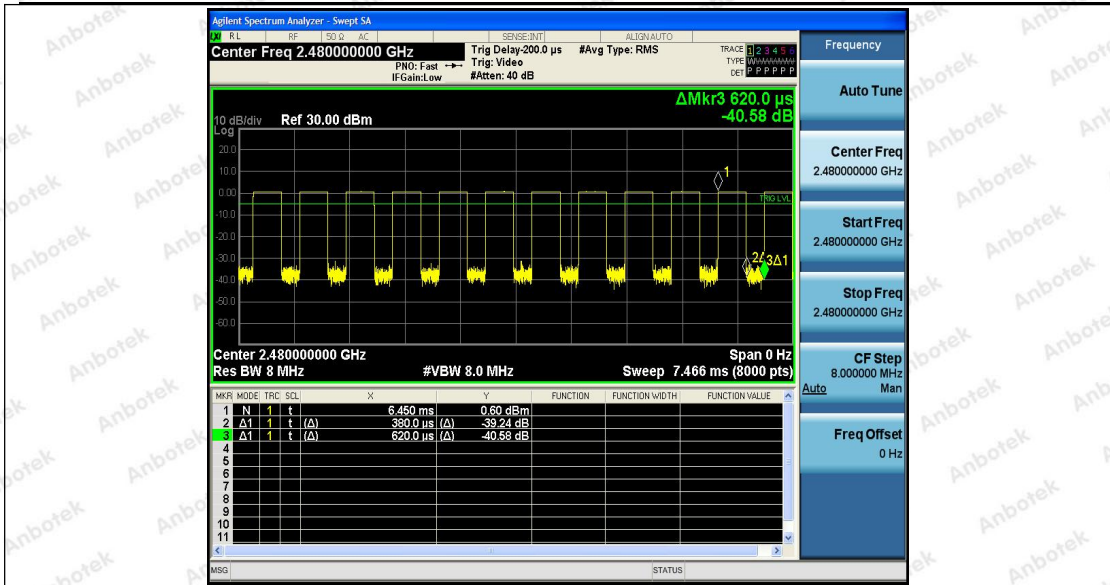 Agilent Spectrum Analyzer - Swept SA
LXI RL RF 50 Ω AC SENSE:INT ALIGN AUTO
Center Freq 2.480000000 GHz
PNO: Fast
IFGain:Low
Trig Delay-200.0 µs
Trig: Video
#Atten: 40 dB
#Avg Type: RMS
TRACE 1 2 3 4 5 6
TYPE
DET P P P P P P
ΔMkr3 620.0 µs
-40.58 dB
10 dB/div Ref 30.00 dBm
Log
20.0
10.0
0.00
-10.0
-20.0
-30.0
-40.0
-50.0
-60.0
1
TRIG LVL
2Δ 3Δ1
Center 2.480000000 GHz Span 0 Hz
Res BW 8 MHz #VBW 8.0 MHz Sweep 7.466 ms (8000 pts)
MKR MODE TRC SCL X Y FUNCTION FUNCTION WIDTH FUNCTION VALUE
1 N 1 t 6.450 ms 0.60 dBm
2 Δ1 1 t (Δ) 380.0 µs (Δ) -39.24 dB
3 Δ1 1 t (Δ) 620.0 µs (Δ) -40.58 dB
4
5
6
7
8
9
10
11
MSG STATUS
Frequency
Auto Tune
Center Freq
2.480000000 GHz
Start Freq
2.480000000 GHz
Stop Freq
2.480000000 GHz
CF Step
8.000000 MHz
Auto Man
Freq Offset
0 Hz
Anbotek